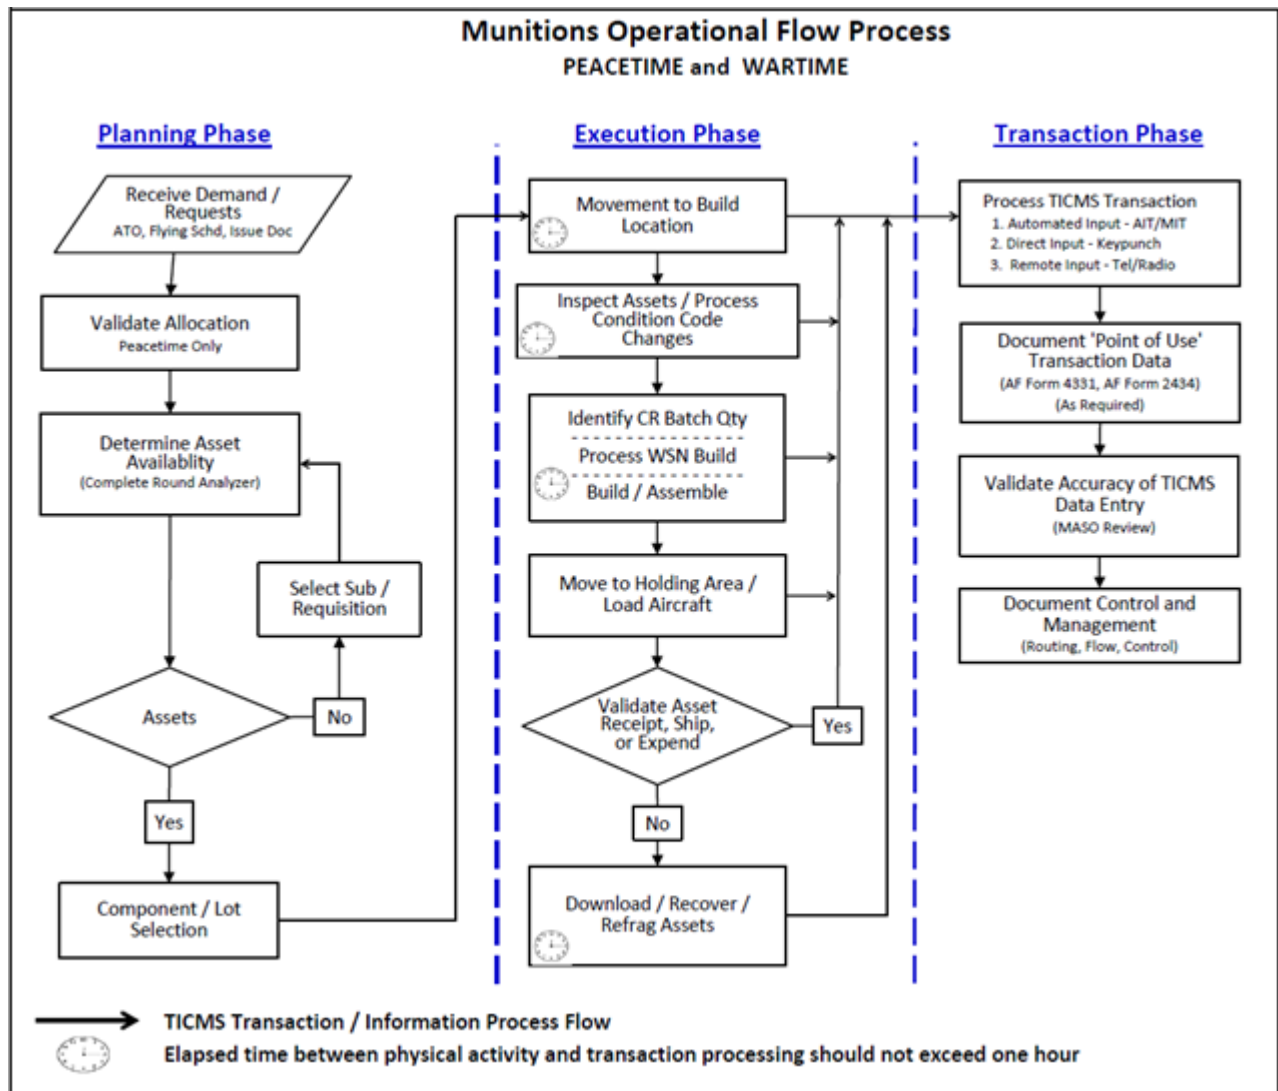 Munitions Operational Flow Process
PEACETIME and WARTIME
Planning Phase
Receive Demand /
Requests
ATO, Flying Schd, Issue Doc
Validate Allocation
Peacetime Only
Determine Asset
Availablity
(Complete Round Analyzer)
Select Sub /
Requisition
Assets
No
Yes
Component / Lot
Selection
Execution Phase
Movement to Build
Location
Inspect Assets / Process
Condition Code
Changes
Identify CR Batch Qty
Process WSN Build
Build / Assemble
Move to Holding Area /
Load Aircraft
Validate Asset
Receipt, Ship,
or Expend
Yes
No
Download / Recover /
Refrag Assets
Transaction Phase
Process TICMS Transaction
1. Automated Input - AIT/MIT
2. Direct Input - Keypunch
3. Remote Input - Tel/Radio
Document 'Point of Use'
Transaction Data
(AF Form 4331, AF Form 2434)
(As Required)
Validate Accuracy of TICMS
Data Entry
(MASO Review)
Document Control and
Management
(Routing, Flow, Control)
TICMS Transaction / Information Process Flow
Elapsed time between physical activity and transaction processing should not exceed one hour